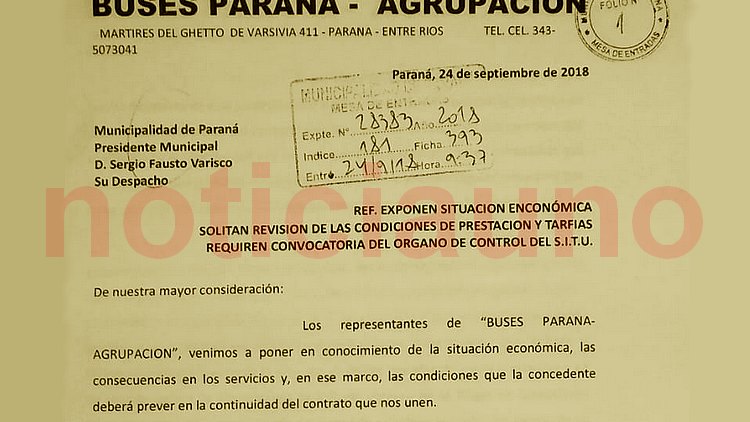 BUSES PARANA - AGRUPACION
MARTIRES DEL GHETTO DE VARSIVIA 411 - PARANA - ENTRE RIOS TEL. CEL. 343-
5073041
FOLIO N°
1
MESA DE ENTRADAS
Paraná, 24 de septiembre de 2018
MESA DE ENTRADAS
Expte. N° 28383 Año 2018
Indice 181 Ficha 393
Entró 24/9/18 Hora 9:37
Municipalidad de Paraná
Presidente Municipal
D. Sergio Fausto Varisco
Su Despacho
noticiauno
REF. EXPONEN SITUACION ENCONÓMICA
SOLITAN REVISION DE LAS CONDICIONES DE PRESTACION Y TARFIAS
REQUIREN CONVOCATORIA DEL ORGANO DE CONTROL DEL S.I.T.U.
De nuestra mayor consideración:
Los representantes de “BUSES PARANA-
AGRUPACION”, venimos a poner en conocimiento de la situación económica, las
consecuencias en los servicios y, en ese marco, las condiciones que la concedente
deberá prever en la continuidad del contrato que nos unen.